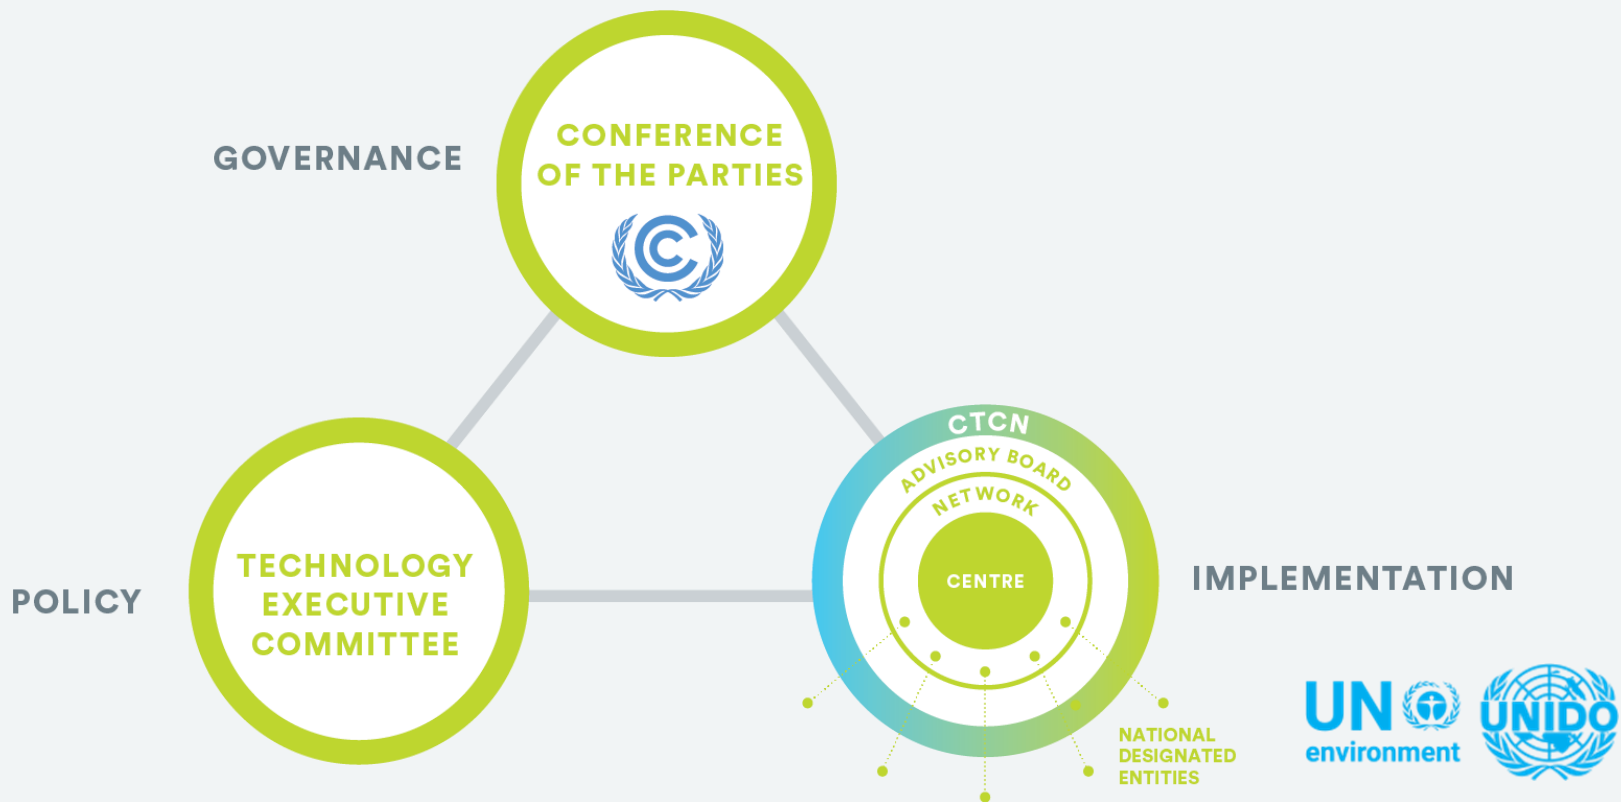 GOVERNANCE
CONFERENCE
OF THE PARTIES
POLICY
TECHNOLOGY
EXECUTIVE
COMMITTEE
CTCN
ADVISORY BOARD
NETWORK
CENTRE
IMPLEMENTATION
NATIONAL
DESIGNATED
ENTITIES
UN
environment
UNIDO